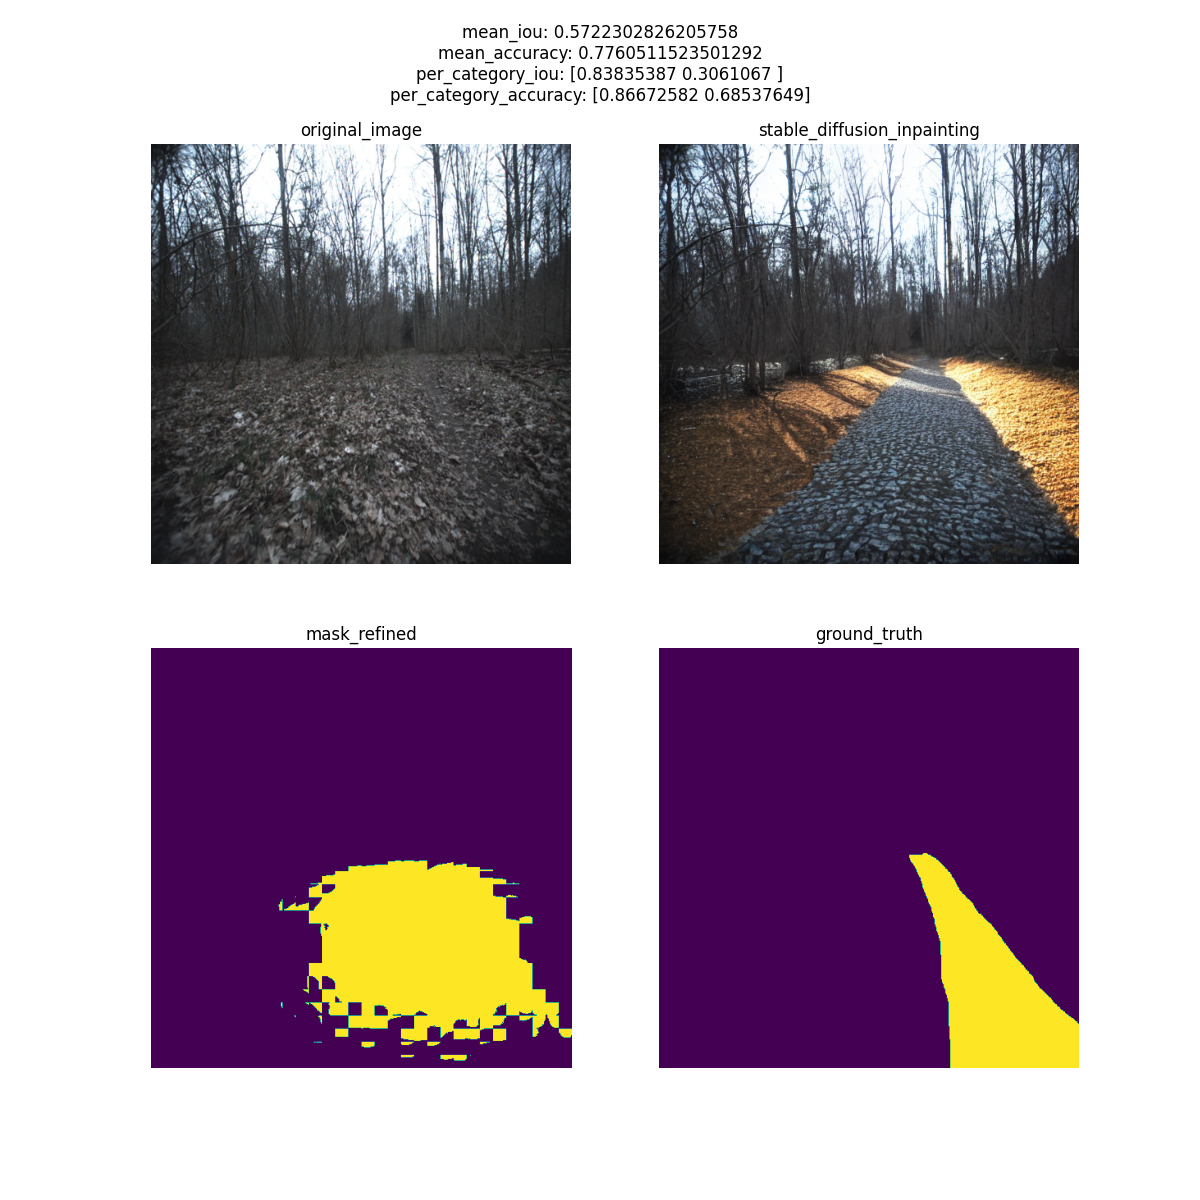 mean_iou: 0.5722302826205758
mean_accuracy: 0.7760511523501292
per_category_iou: [0.83835387 0.3061067 ]
per_category_accuracy: [0.86672582 0.68537649]
original_image
stable_diffusion_inpainting
mask_refined
ground_truth